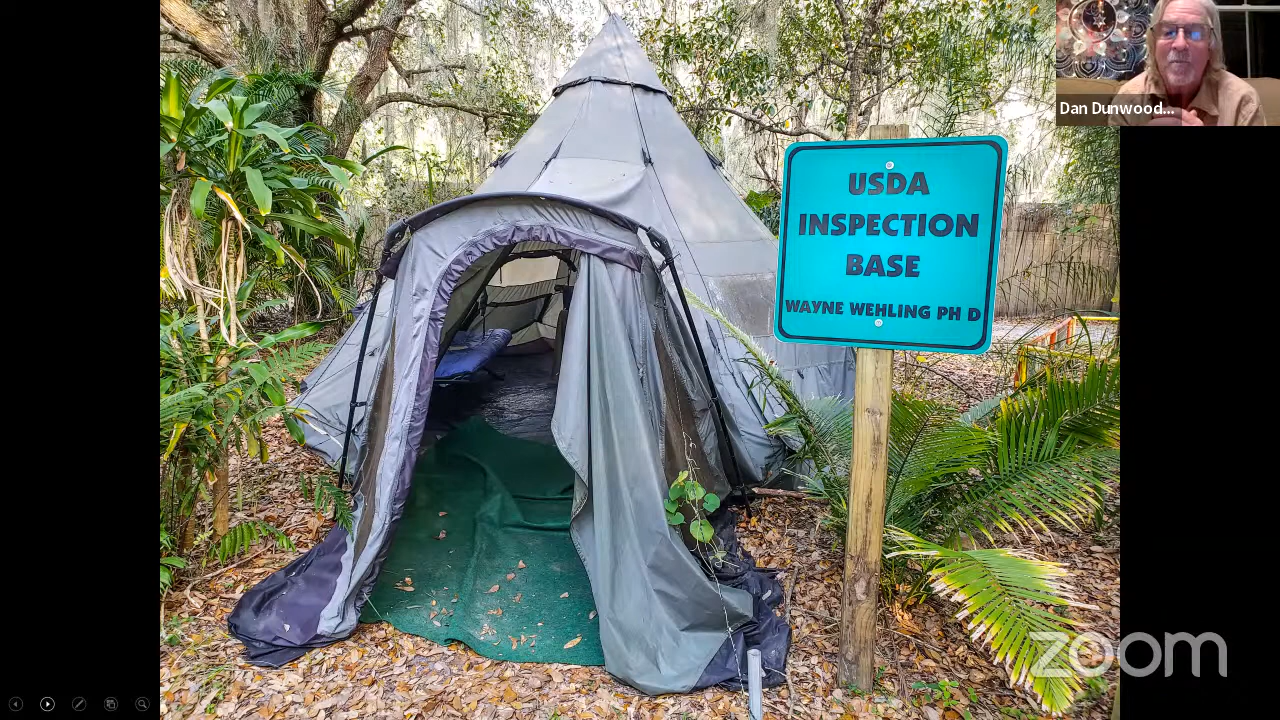 Dan Dunwood...
USDA
INSPECTION
BASE
WAYNE WEHLING PH D
zoom